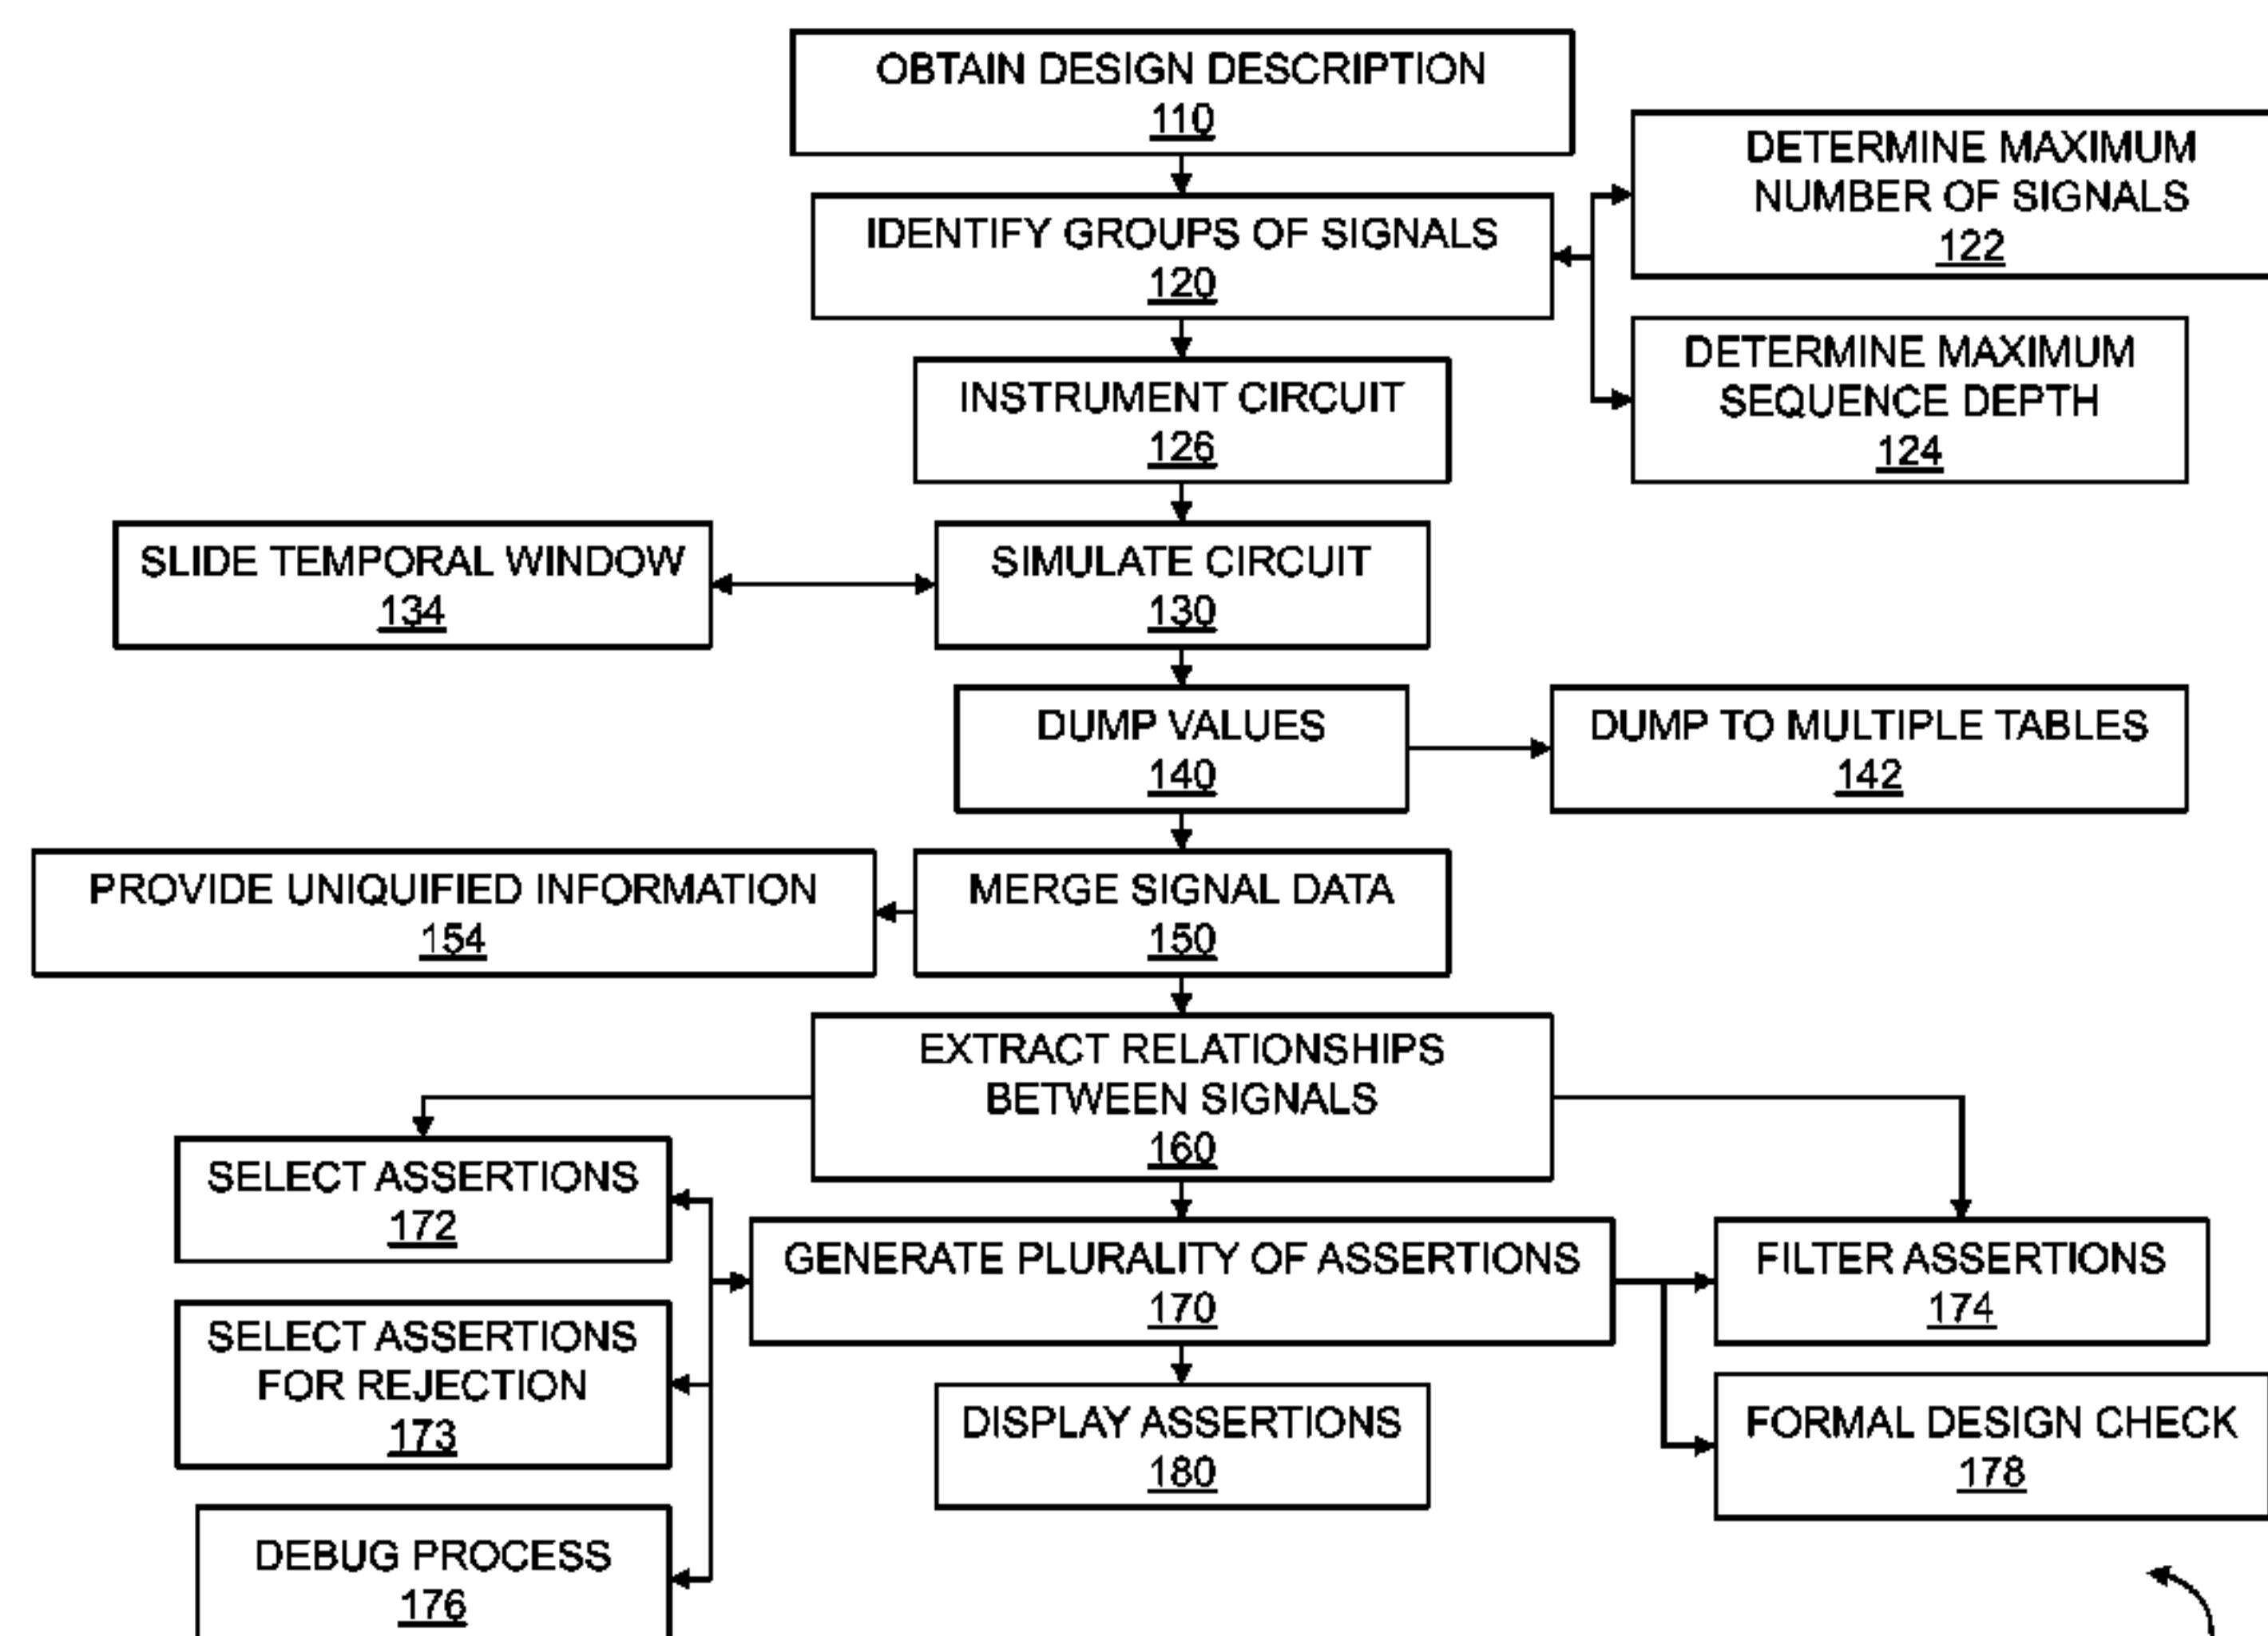 OBTAIN DESIGN DESCRIPTION
110
DETERMINE MAXIMUM
NUMBER OF SIGNALS
122
IDENTIFY GROUPS OF SIGNALS
120
DETERMINE MAXIMUM
SEQUENCE DEPTH
124
INSTRUMENT CIRCUIT
126
SLIDE TEMPORAL WINDOW
134
SIMULATE CIRCUIT
130
DUMP VALUES
140
DUMP TO MULTIPLE TABLES
142
PROVIDE UNIQUIFIED INFORMATION
154
MERGE SIGNAL DATA
150
EXTRACT RELATIONSHIPS
BETWEEN SIGNALS
160
SELECT ASSERTIONS
172
GENERATE PLURALITY OF ASSERTIONS
170
FILTER ASSERTIONS
174
SELECT ASSERTIONS
FOR REJECTION
173
DISPLAY ASSERTIONS
180
FORMAL DESIGN CHECK
178
DEBUG PROCESS
176